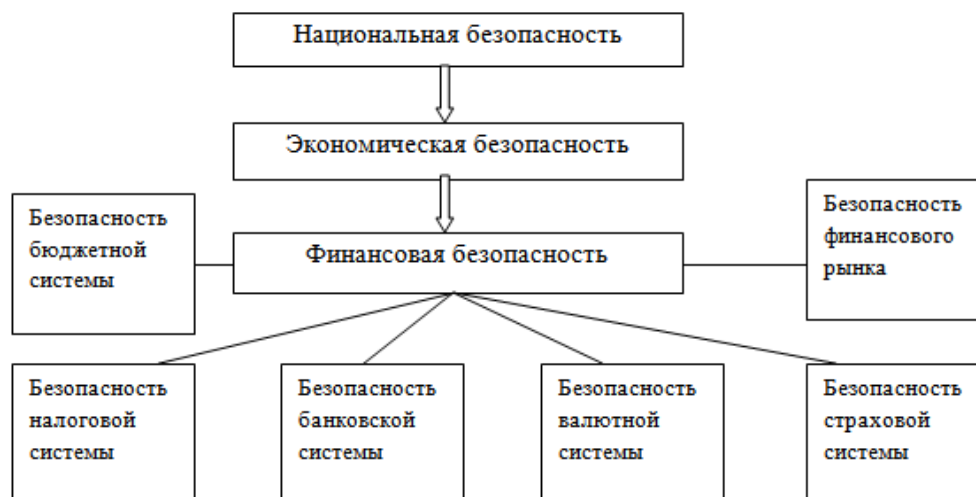 Национальная безопасность
Экономическая безопасность
Безопасность
бюджетной
системы
Финансовая безопасность
Безопасность
финансового
рынка
Безопасность
налоговой
системы
Безопасность
банковской
системы
Безопасность
валютной
системы
Безопасность
страховой
системы